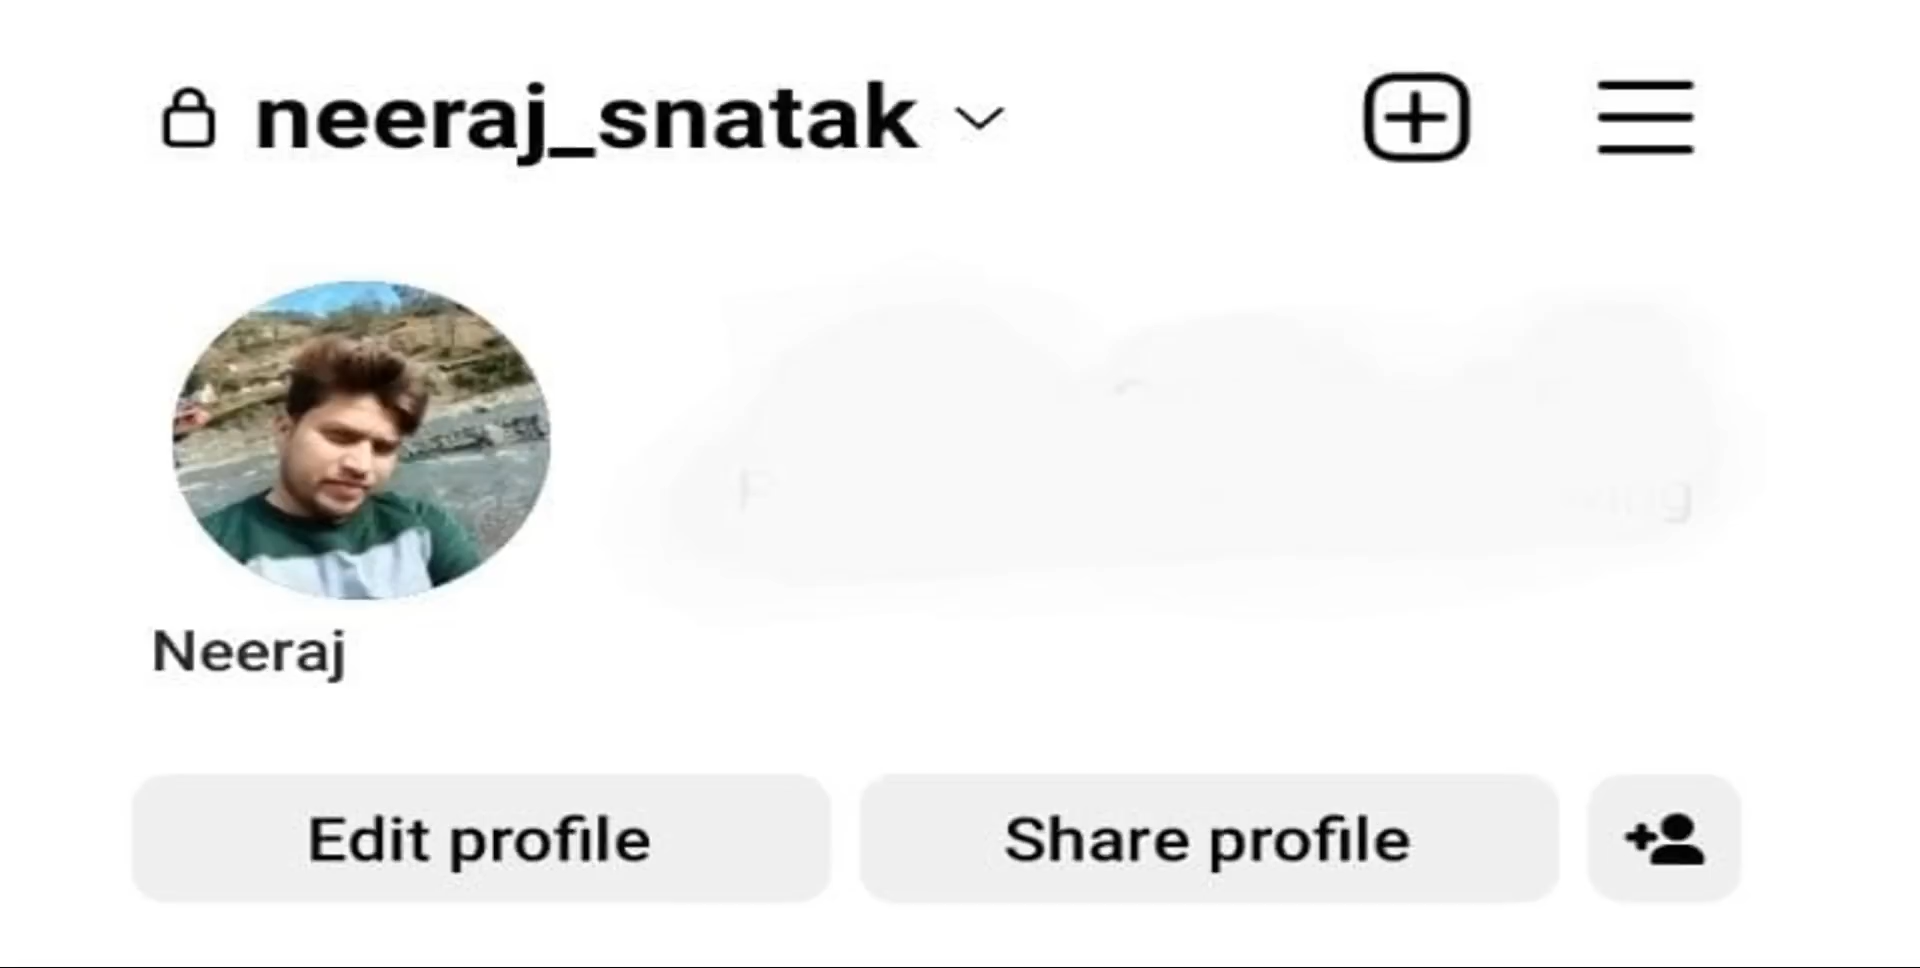 neeraj_snatak
Neeraj
Edit profile
Share profile